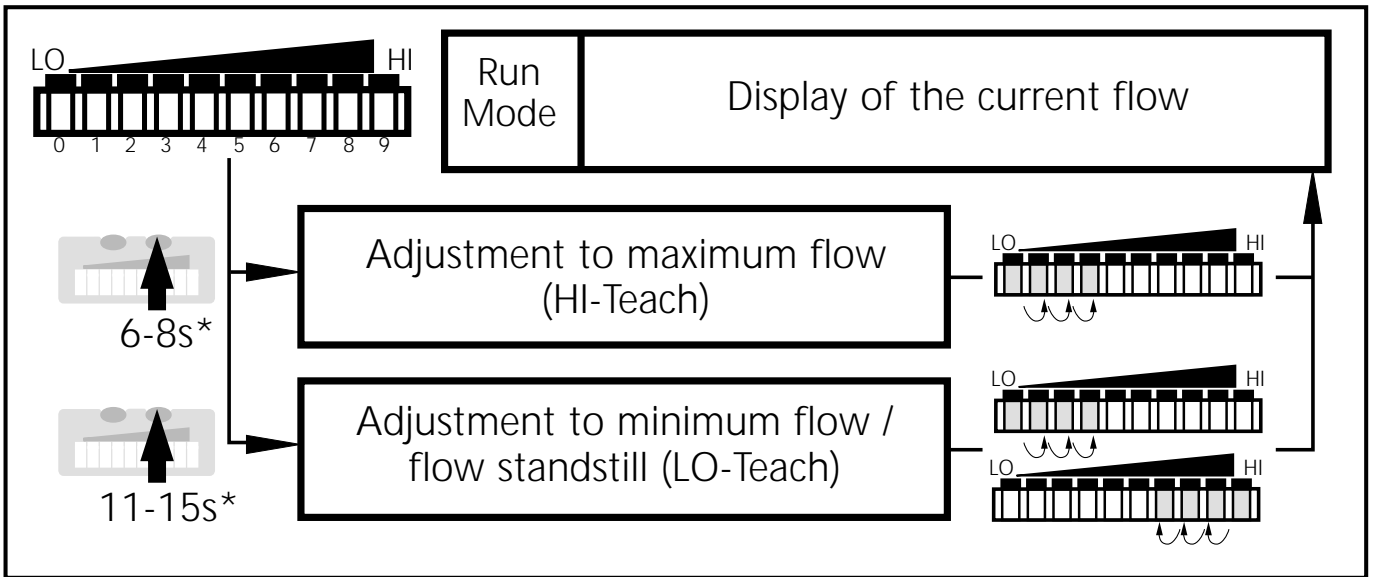 LO HI
0 1 2 3 4 5 6 7 8 9
Run
Mode
Display of the current flow
6-8s*
Adjustment to maximum flow
(HI-Teach)
LO HI
11-15s*
Adjustment to minimum flow /
flow standstill (LO-Teach)
LO HI
LO HI